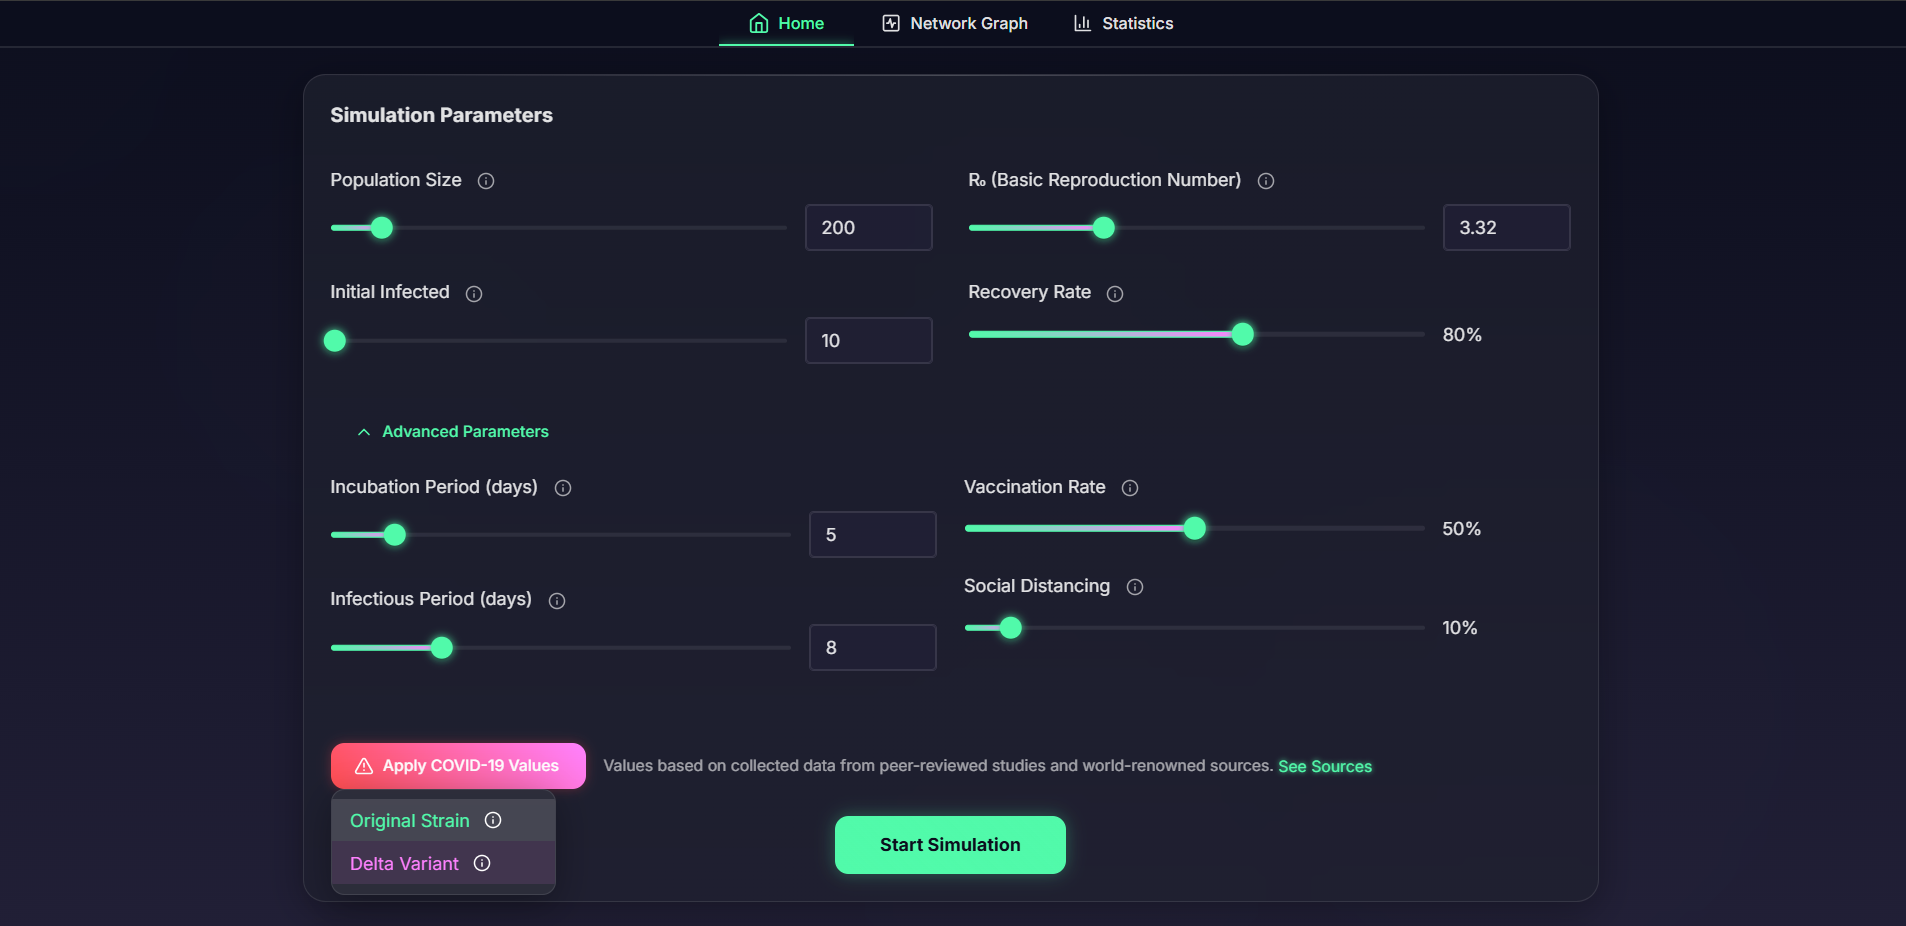 Home
Network Graph
Statistics
Simulation Parameters
Population Size
200
R₀ (Basic Reproduction Number)
3.32
Initial Infected
10
Recovery Rate
80%
Advanced Parameters
Incubation Period (days)
5
Vaccination Rate
50%
Infectious Period (days)
8
Social Distancing
10%
Apply COVID-19 Values
Values based on collected data from peer-reviewed studies and world-renowned sources. See Sources
Original Strain
Delta Variant
Start Simulation